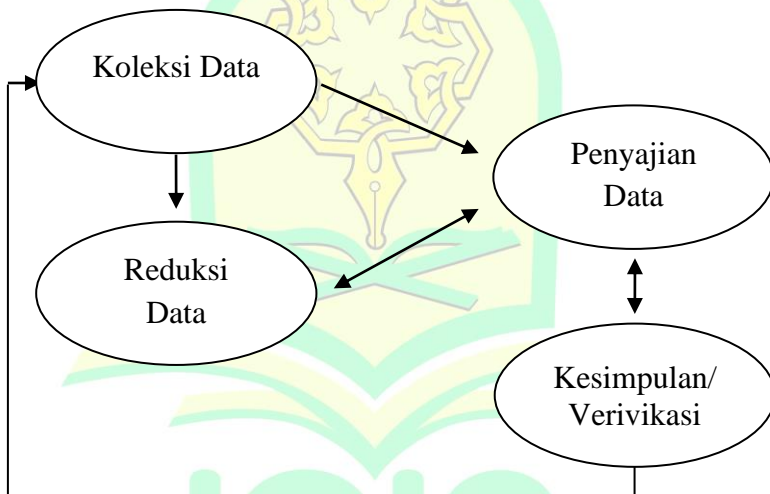 Koleksi Data
Penyajian
Data
Reduksi
Data
Kesimpulan/
Verivikasi